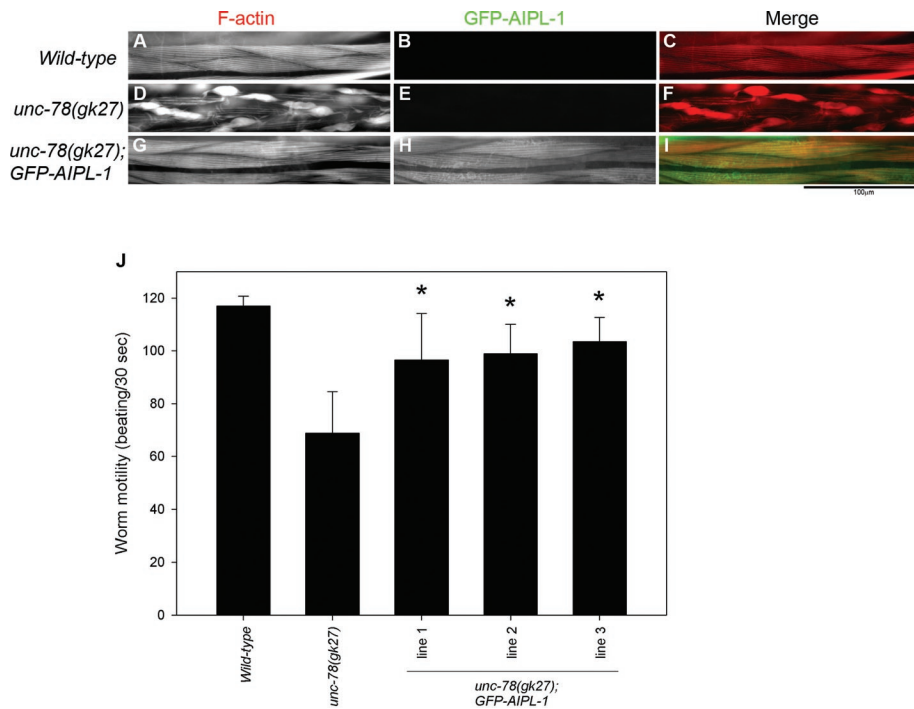 F-actin GFP-AIPL-1 Merge
Wild-type A B C
unc-78(gk27) D E F
unc-78(gk27); G H I
GFP-AIPL-1
100μm
J
Worm motility (beating/30 sec)
120
100
80
60
40
20
0
* * *
Wild-type
unc-78(gk27)
line 1
line 2
line 3
unc-78(gk27);
GFP-AIPL-1